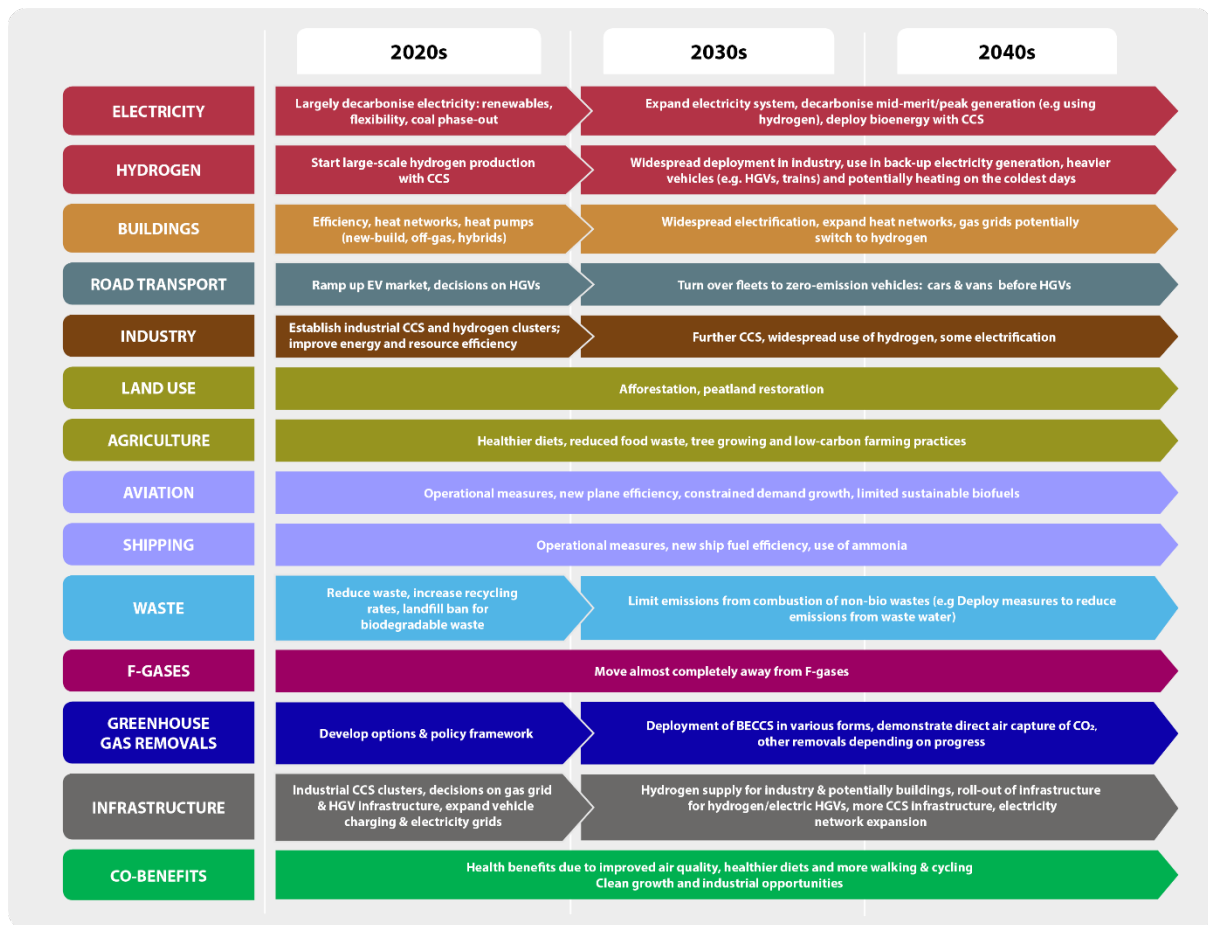 2020s
2030s
2040s
ELECTRICITY
Largely decarbonise electricity: renewables,
flexibility, coal phase-out
Expand electricity system, decarbonise mid-merit/peak generation (e.g using
hydrogen), deploy bioenergy with CCS
HYDROGEN
Start large-scale hydrogen production
with CCS
Widespread deployment in industry, use in back-up electricity generation, heavier
vehicles (e.g. HGVs, trains) and potentially heating on the coldest days
BUILDINGS
Efficiency, heat networks, heat pumps
(new-build, off-gas, hybrids)
Widespread electrification, expand heat networks, gas grids potentially
switch to hydrogen
ROAD TRANSPORT
Ramp up EV market, decisions on HGVs
Turn over fleets to zero-emission vehicles: cars & vans before HGVs
INDUSTRY
Establish industrial CCS and hydrogen clusters;
improve energy and resource efficiency
Further CCS, widespread use of hydrogen, some electrification
LAND USE
Afforestation, peatland restoration
AGRICULTURE
Healthier diets, reduced food waste, tree growing and low-carbon farming practices
AVIATION
Operational measures, new plane efficiency, constrained demand growth, limited sustainable biofuels
SHIPPING
Operational measures, new ship fuel efficiency, use of ammonia
WASTE
Reduce waste, increase recycling
rates, landfill ban for
biodegradable waste
Limit emissions from combustion of non-bio wastes (e.g Deploy measures to reduce
emissions from waste water)
F-GASES
Move almost completely away from F-gases
GREENHOUSE
GAS REMOVALS
Develop options & policy framework
Deployment of BECCS in various forms, demonstrate direct air capture of CO₂,
other removals depending on progress
INFRASTRUCTURE
Industrial CCS clusters, decisions on gas grid
& HGV infrastructure, expand vehicle
charging & electricity grids
Hydrogen supply for industry & potentially buildings, roll-out of infrastructure
for hydrogen/electric HGVs, more CCS infrastructure, electricity
network expansion
CO-BENEFITS
Health benefits due to improved air quality, healthier diets and more walking & cycling
Clean growth and industrial opportunities